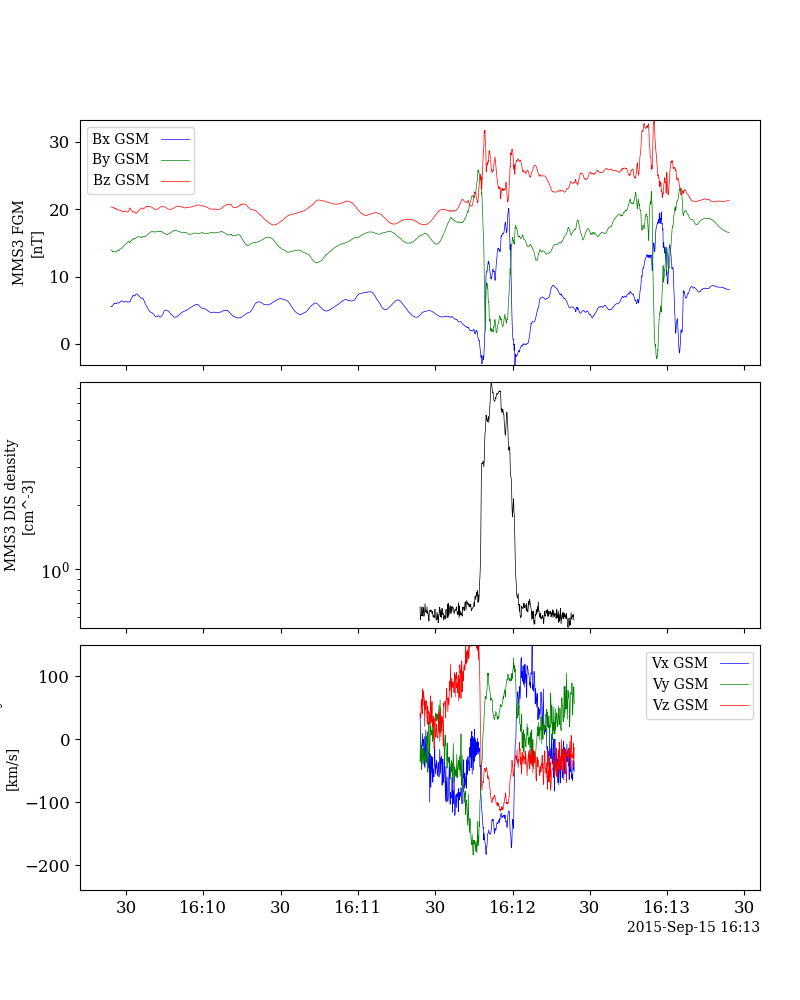 Bx GSM
By GSM
Bz GSM
MMS3 FGM
[nT]
30
20
10
0
MMS3 DIS density
[cm^-3]
10^0
Vx GSM
Vy GSM
Vz GSM
[km/s]
100
0
−100
−200
30 16:10 30 16:11 30 16:12 30 16:13 30
2015-Sep-15 16:13